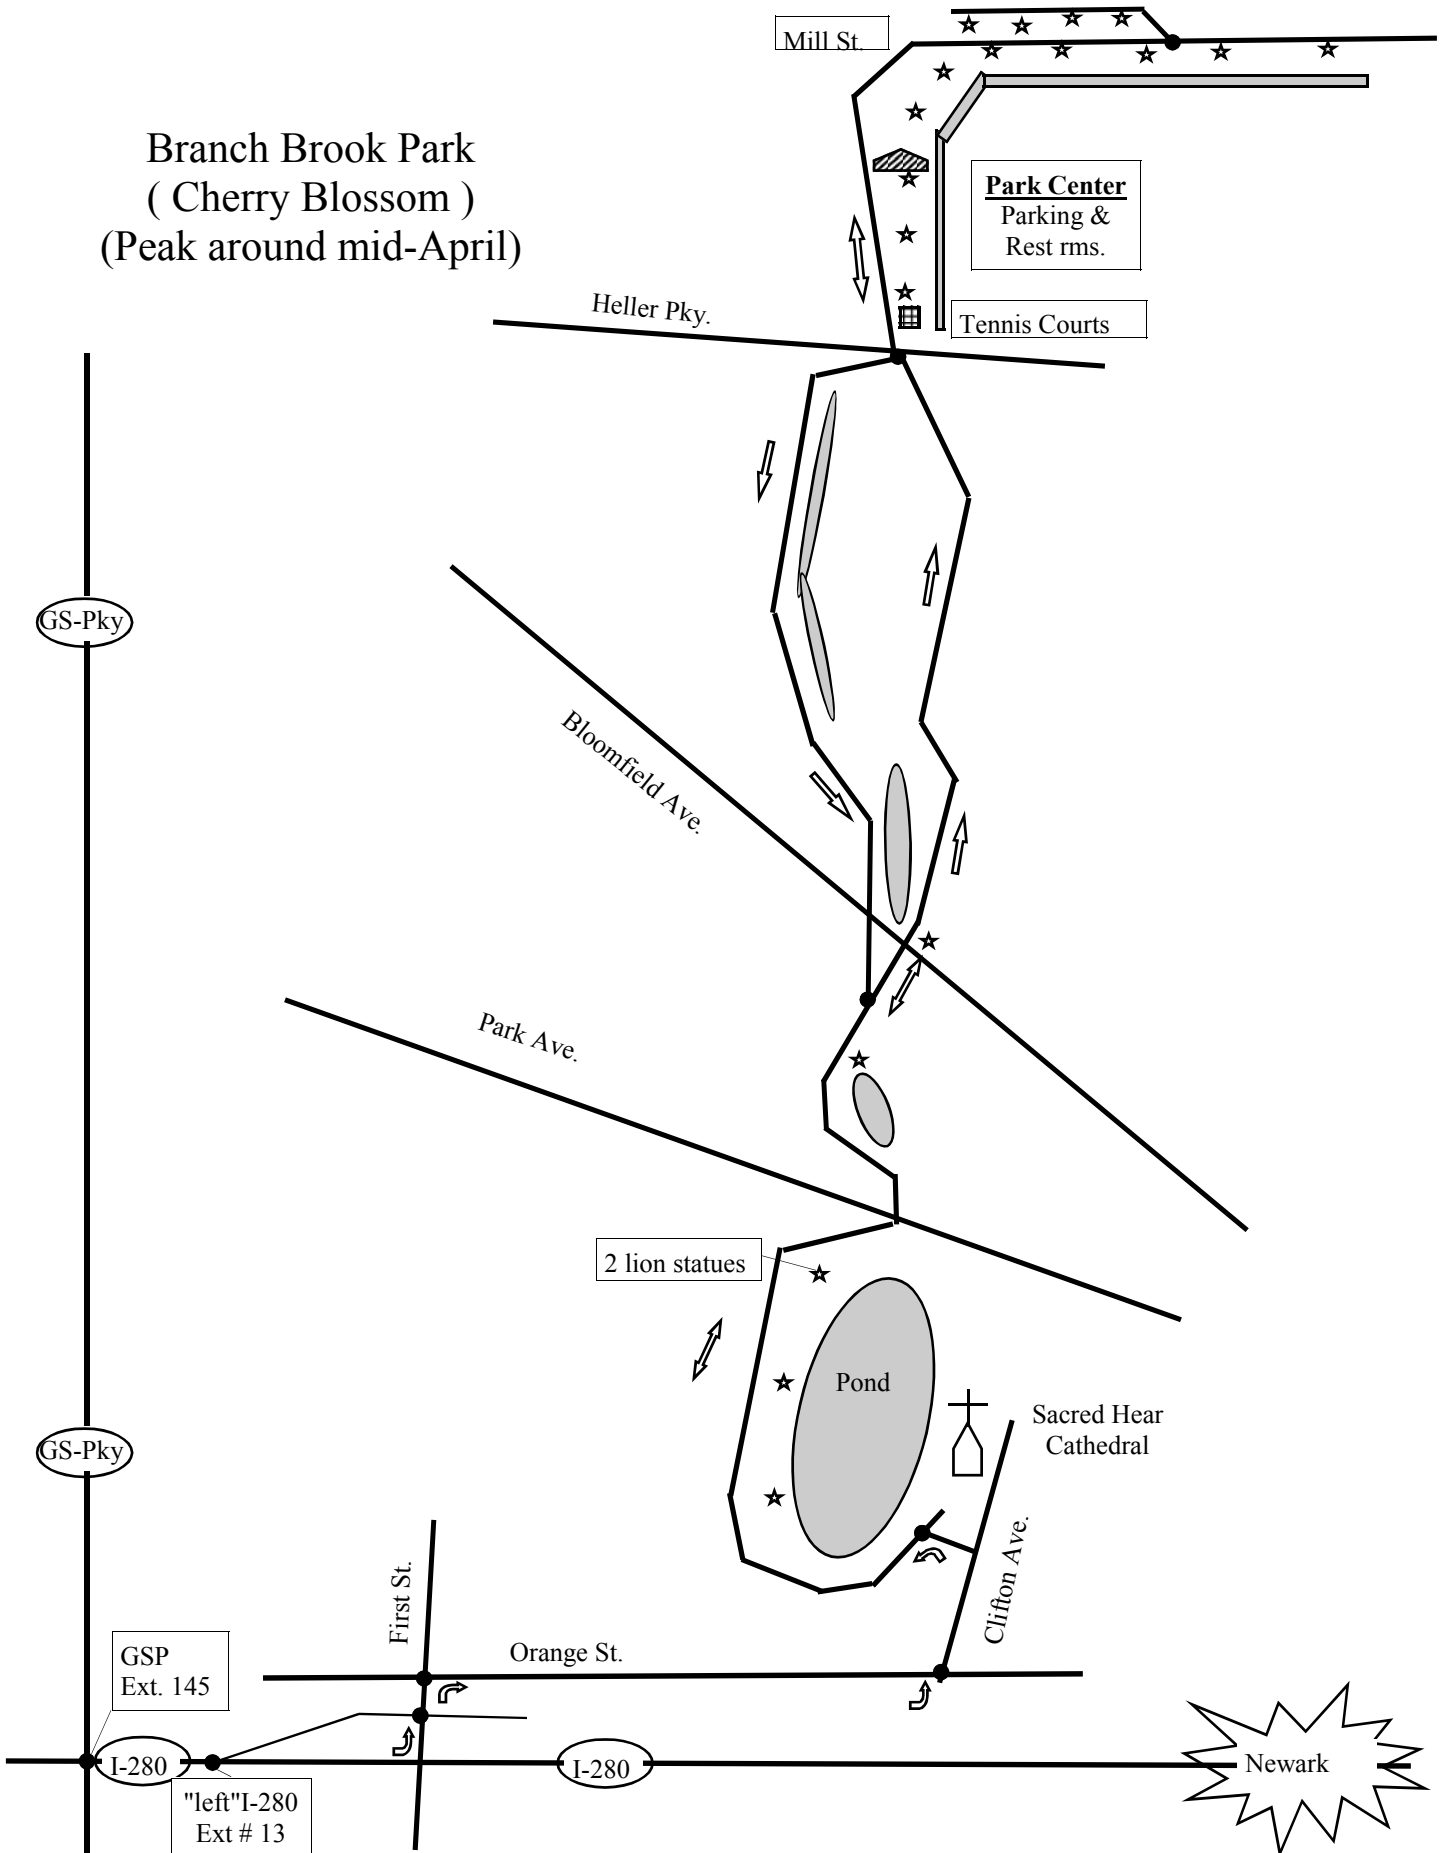 Mill St.
Branch Brook Park
( Cherry Blossom )
(Peak around mid-April)
Park Center
Parking &
Rest rms.
Heller Pky.
Tennis Courts
GS-Pky
Bloomfield Ave.
Park Ave.
2 lion statues
Pond
Sacred Hear
Cathedral
GS-Pky
First St.
Clifton Ave.
Orange St.
GSP
Ext. 145
I-280
I-280
Newark
"left"I-280
Ext # 13